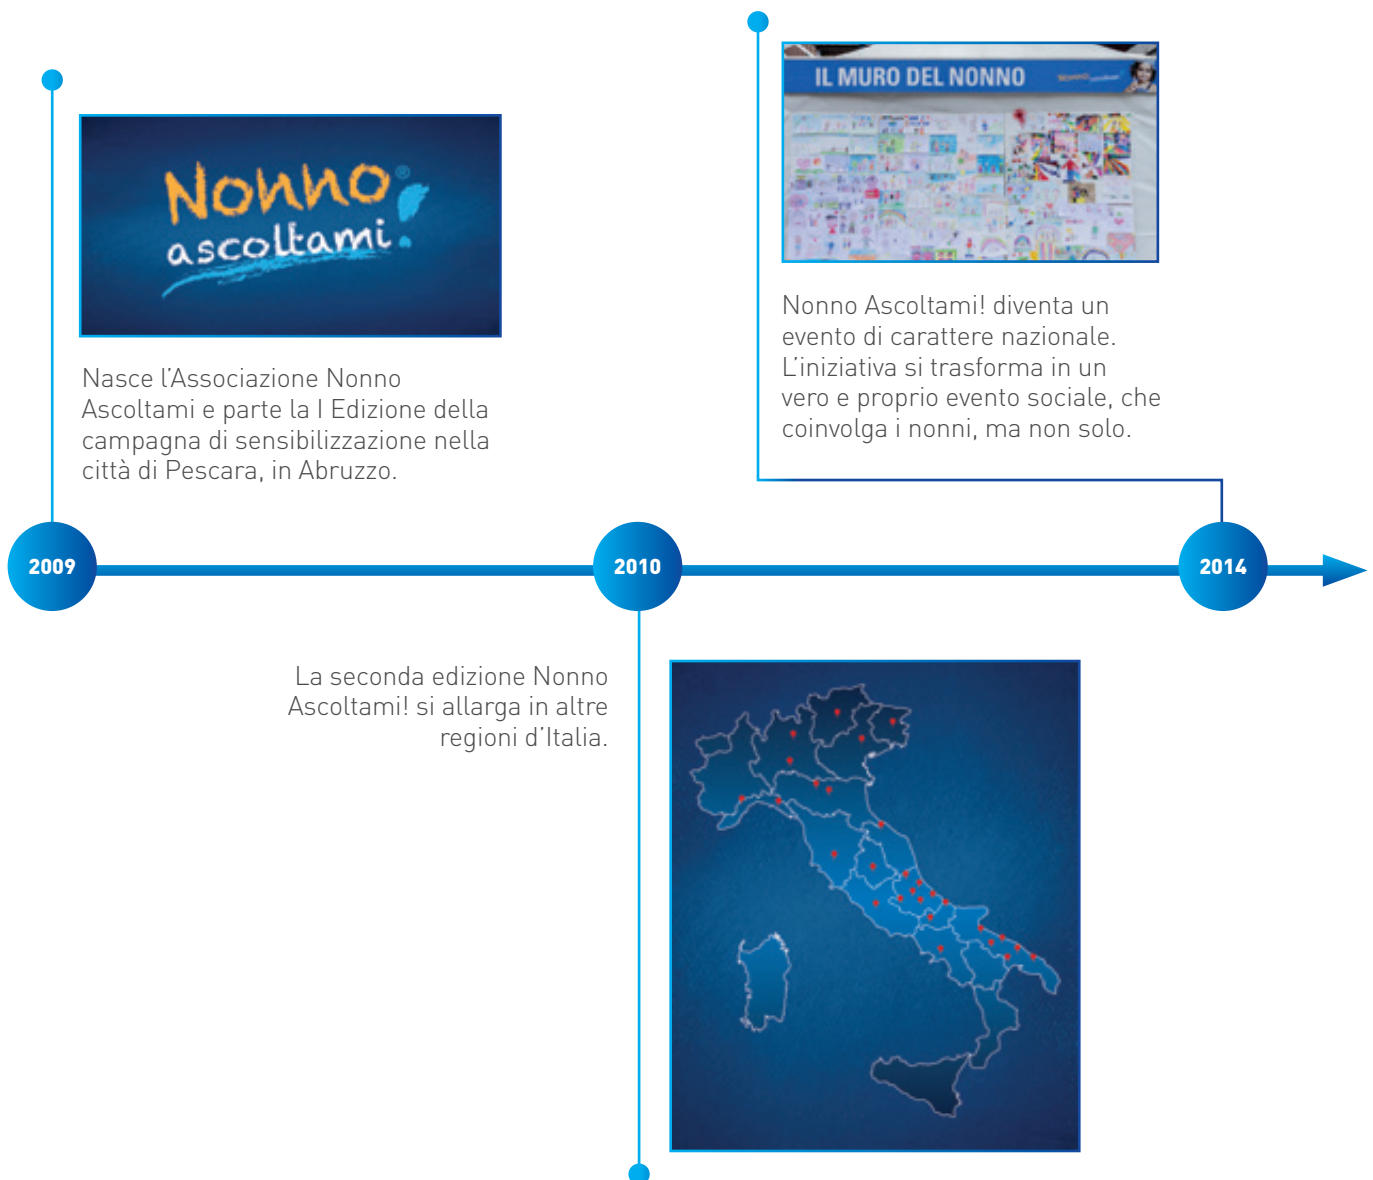 Nonno®
ascoltami!
Nasce l'Associazione Nonno
Ascoltami e parte la I Edizione della
campagna di sensibilizzazione nella
città di Pescara, in Abruzzo.
IL MURO DEL NONNO
Nonno Ascoltami! diventa un
evento di carattere nazionale.
L'iniziativa si trasforma in un
vero e proprio evento sociale, che
coinvolga i nonni, ma non solo.
2009
2010
2014
La seconda edizione Nonno
Ascoltami! si allarga in altre
regioni d'Italia.